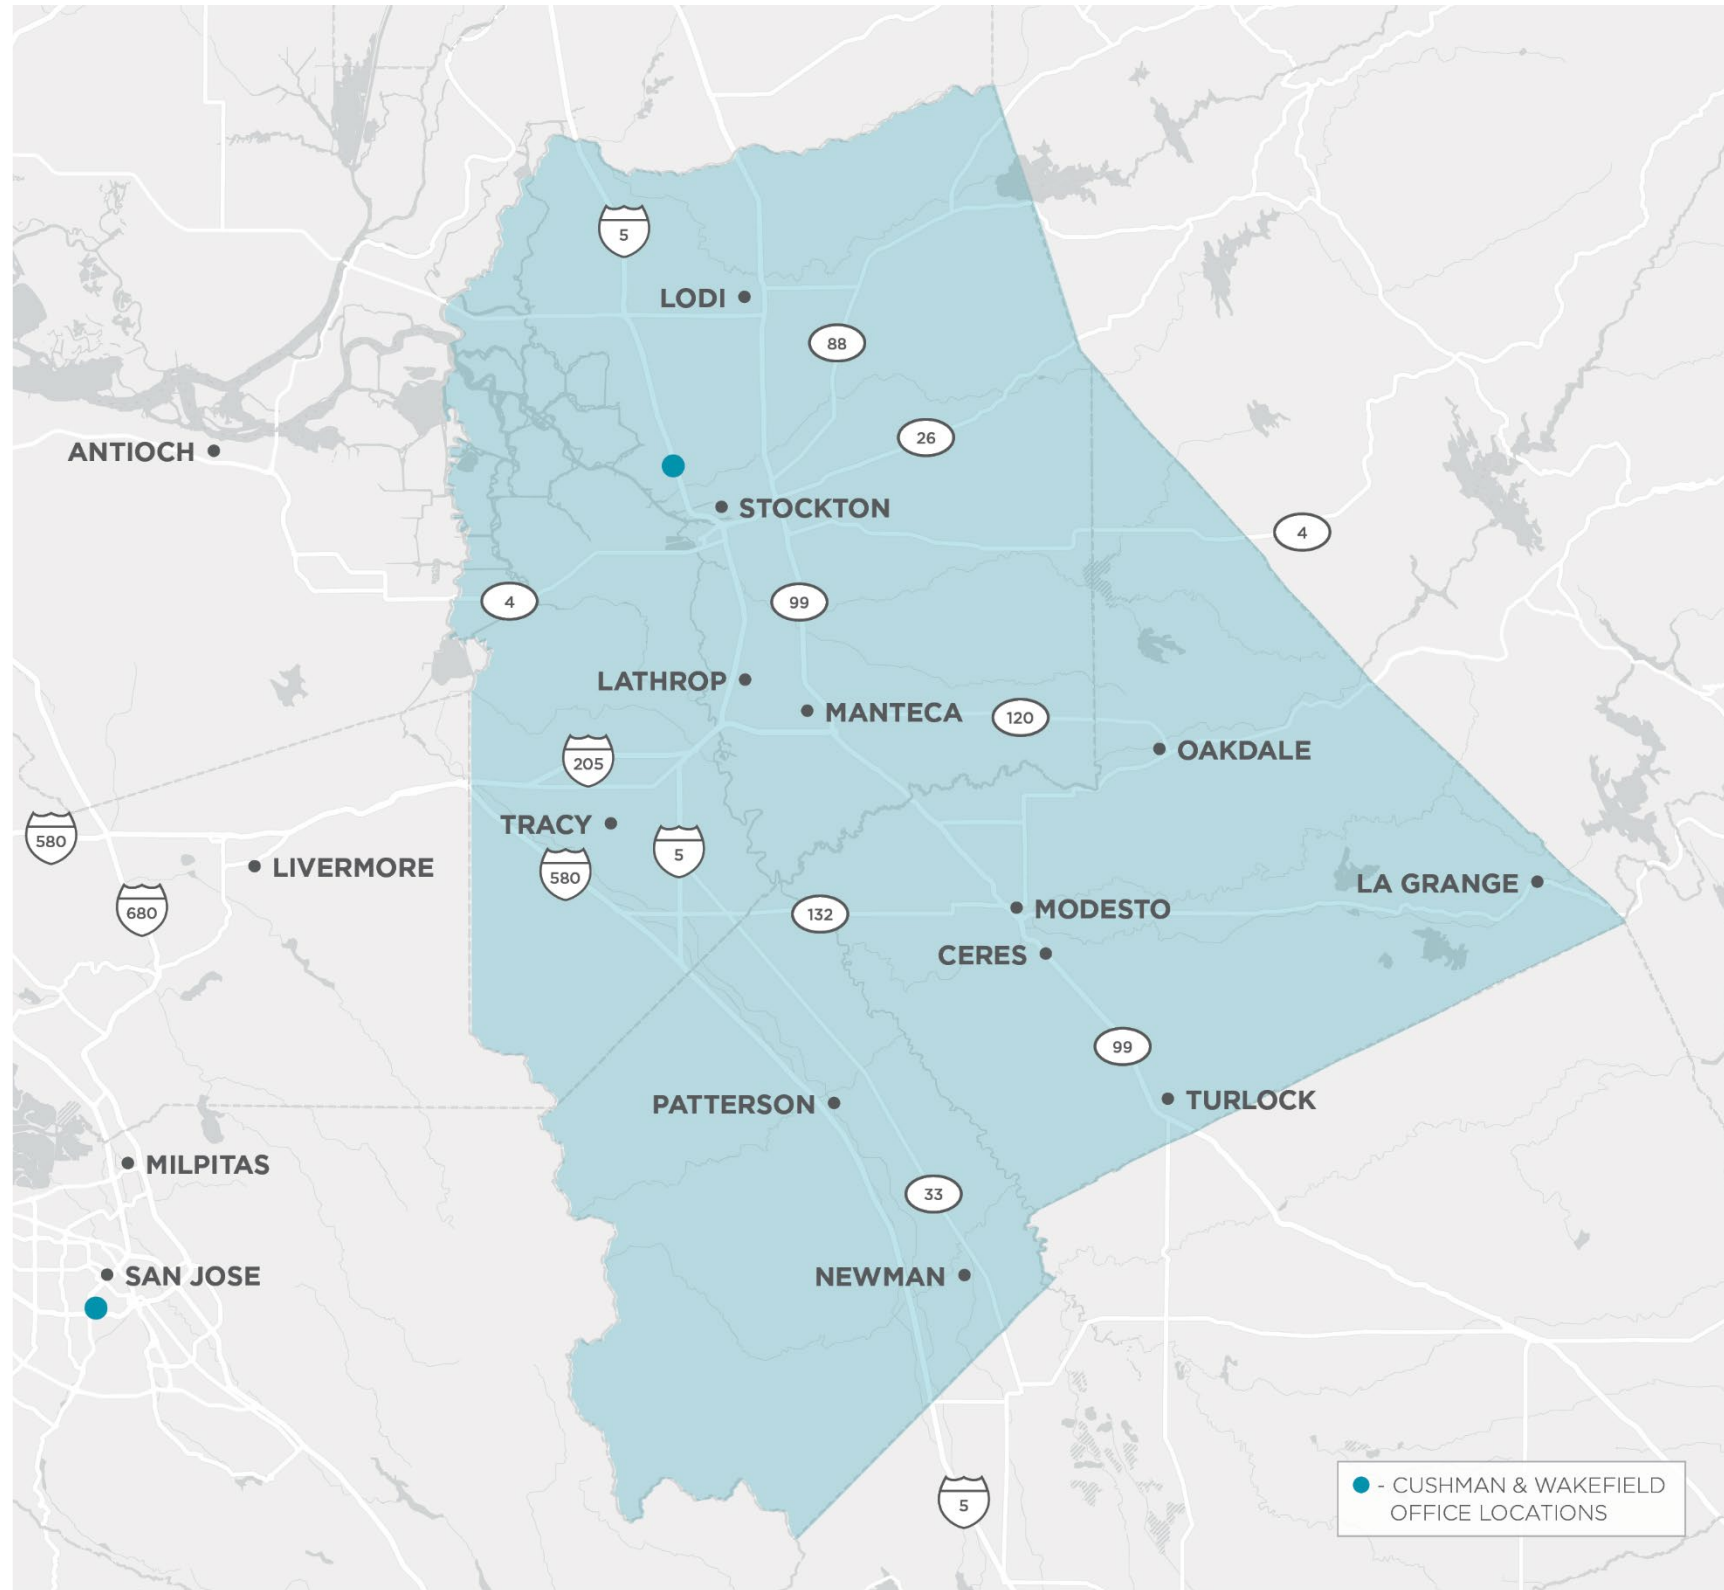 5
LODI
88
26
ANTIOCH
STOCKTON
4
4
99
LATHROP
MANTECA
120
OAKDALE
205
TRACY
580
5
580
LIVERMORE
LA GRANGE
680
132
MODESTO
CERES
99
PATTERSON
TURLOCK
MILPITAS
33
SAN JOSE
NEWMAN
5
- CUSHMAN & WAKEFIELD
OFFICE LOCATIONS